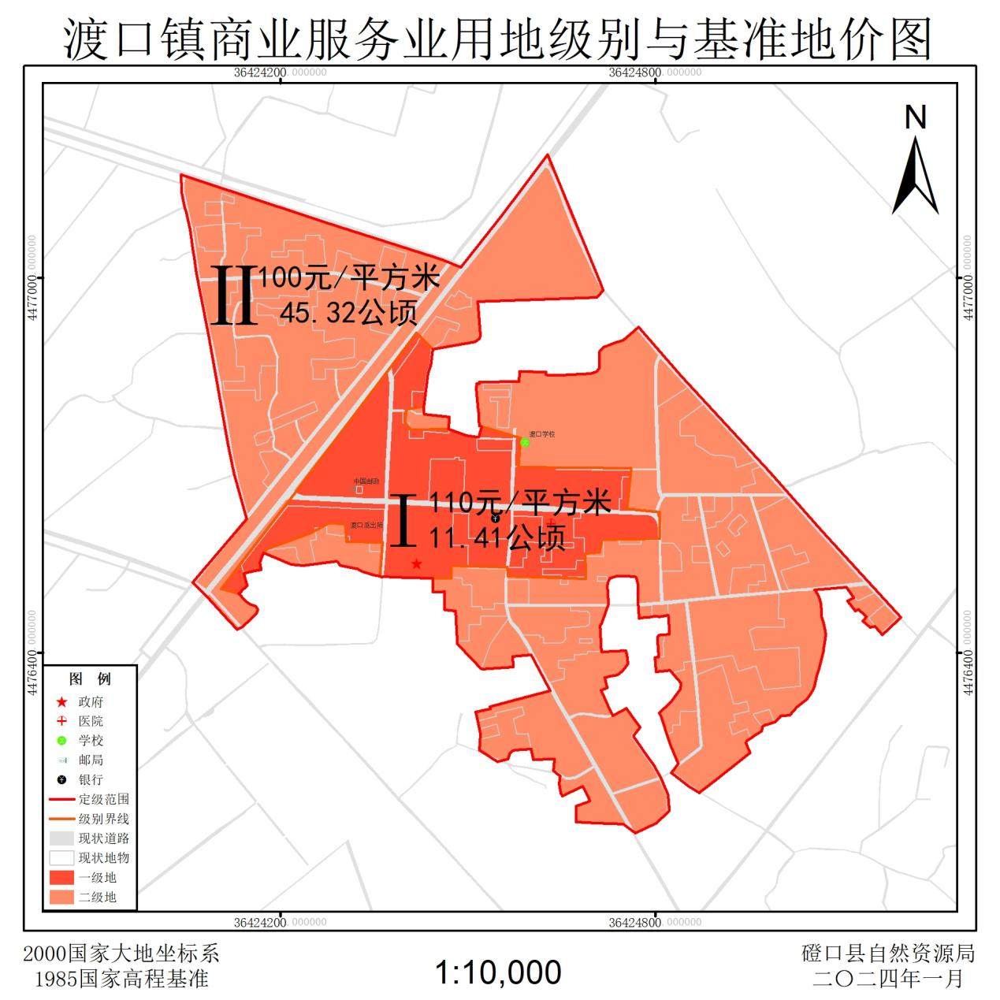 渡口镇商业服务业用地级别与基准地价图
36424200.000000
36424800.000000
N
4477000.000000
4477000.000000
II
100元/平方米
45.32公顷
渡口学校
中国邮政
I
110元/平方米
渡口派出所
11.41公顷
4476400.000000
4476400.000000
图 例
政府
医院
学校
邮局
银行
定级范围
级别界线
现状道路
现状地物
一级地
二级地
36424200.000000
36424800.000000
2000国家大地坐标系
1985国家高程基准
1:10,000
磴口县自然资源局
二〇二四年一月